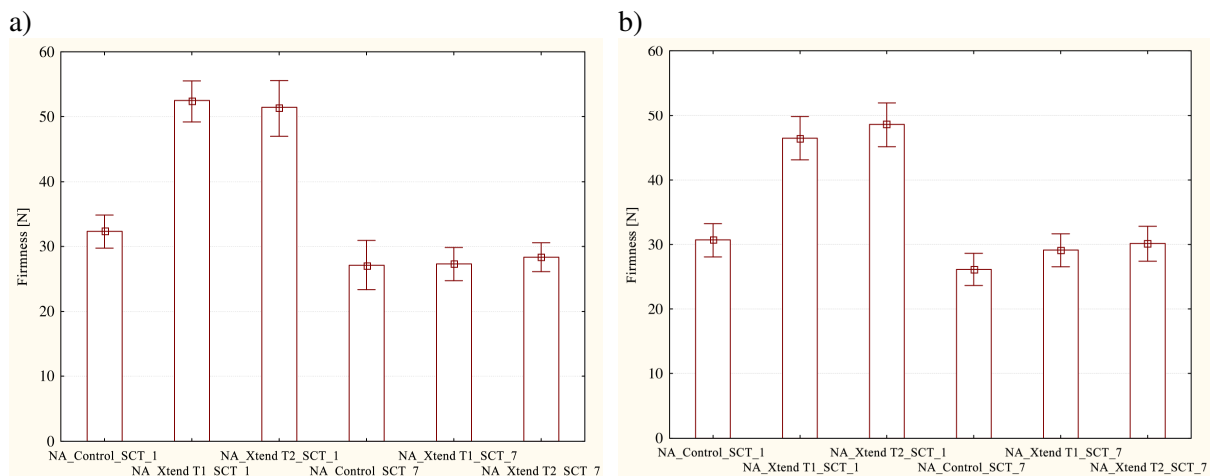 a)
60
50
40
30
20
10
0
Firmness [N]
NA_Control_SCT_1 NA_Xtend T2_SCT_1 NA_Xtend T1_SCT_7
NA_Xtend T1_SCT_1 NA_Control_SCT_7 NA_Xtend T2_SCT_7
b)
60
50
40
30
20
10
0
Firmness [N]
NA_Control_SCT_1 NA_Xtend T2_SCT_1 NA_Xtend T1_SCT_7
NA_Xtend T1_SCT_1 NA_Control_SCT_7 NA_Xtend T2_SCT_7